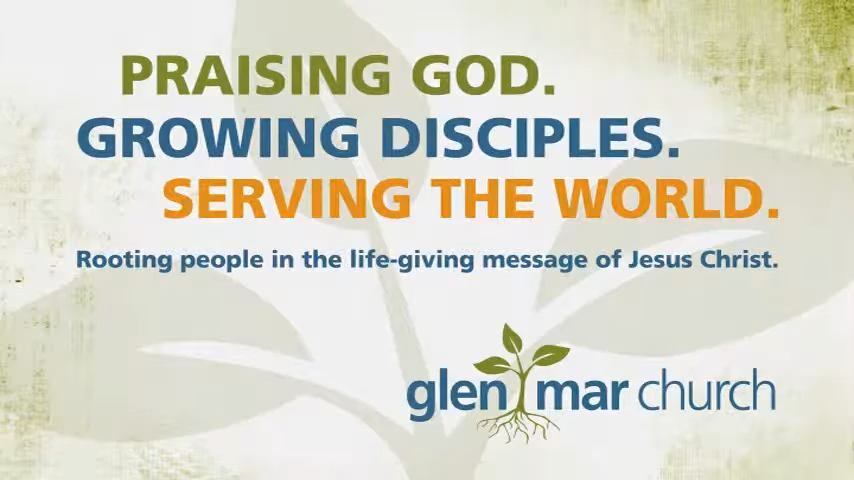 PRAISING GOD.
GROWING DISCIPLES.
SERVING THE WORLD.
Rooting people in the life-giving message of Jesus Christ.
glen mar church